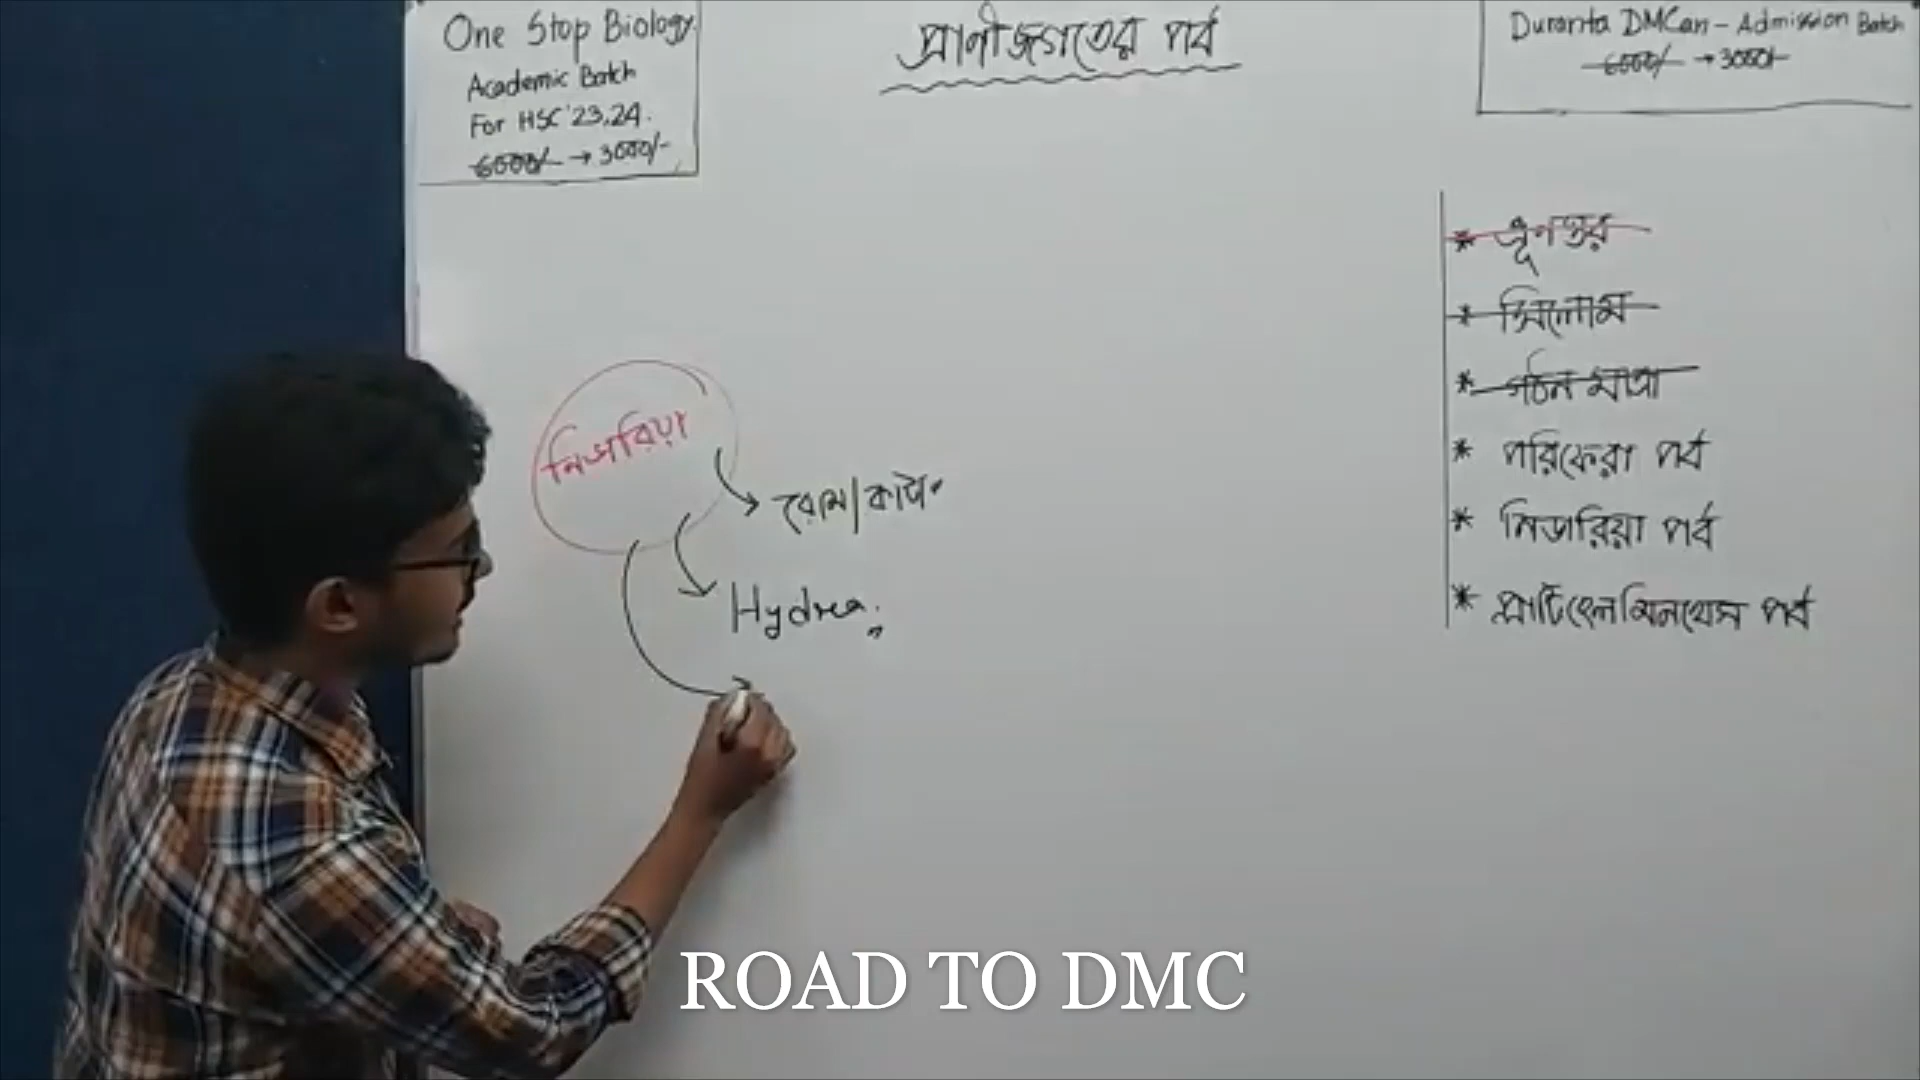 One Stop Biology
Academic Batch
For HSC '23,24.
6000/- → 3000/-
প্রাণীজগতের পর্ব
Duranta DMCan - Admission Batch
6000/- → 3000/-
* ভ্রূণস্তর
* সিলোম
* গঠন মাত্রা
* পরিফেরা পর্ব
* নিডারিয়া পর্ব
* প্লাটিহেলমিনথেস পর্ব
নিডারিয়া
রোম/কাটা
Hydra
ROAD TO DMC